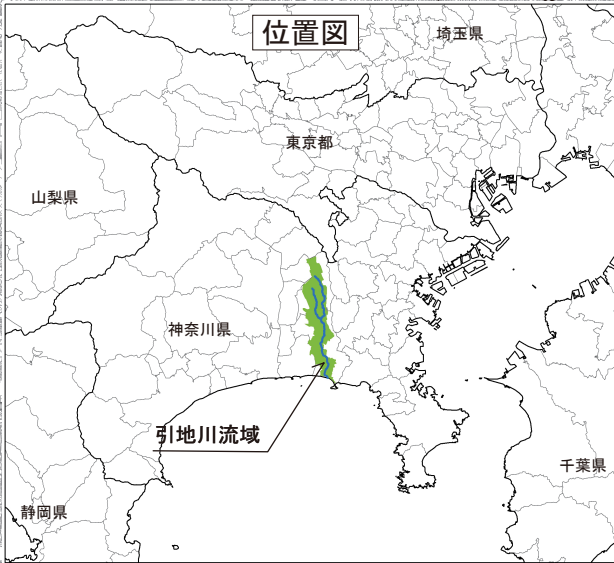 位置図
埼玉県
東京都
山梨県
神奈川県
引地川流域
千葉県
静岡県